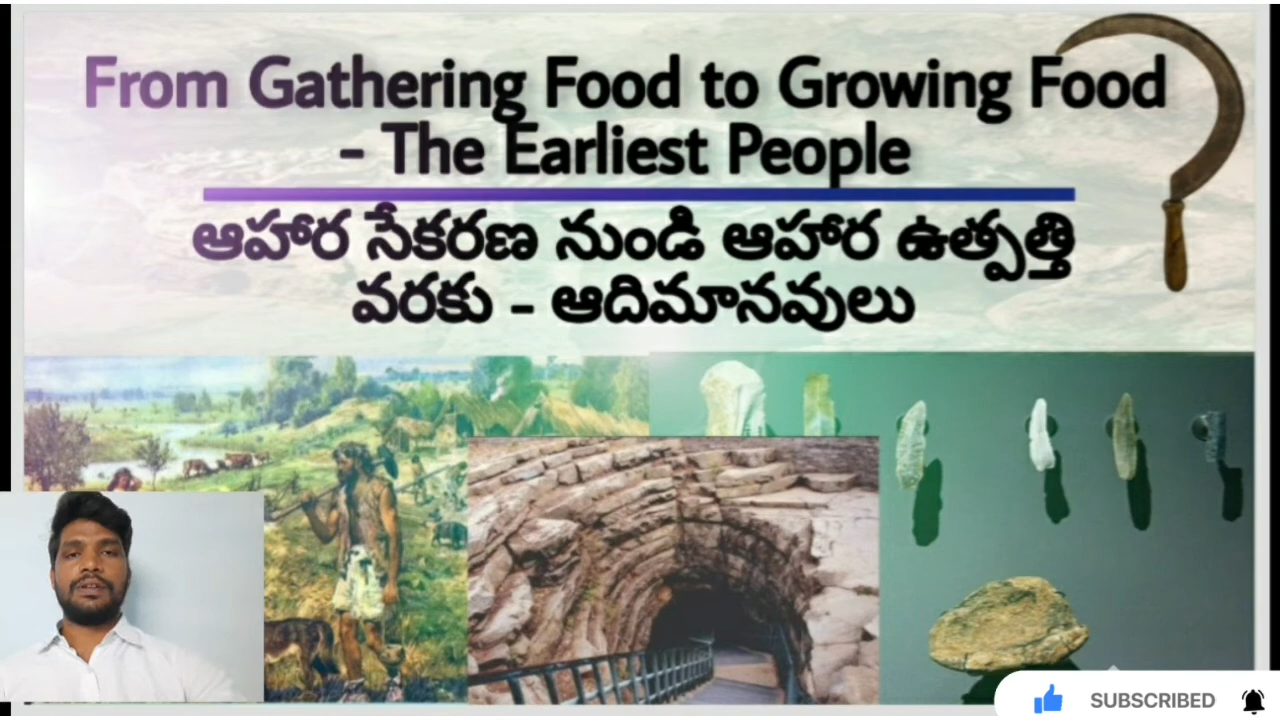 From Gathering Food to Growing Food
- The Earliest People
ఆహార సేకరణ నుండి ఆహార ఉత్పత్తి
వరకు - ఆదిమానవులు
SUBSCRIBED